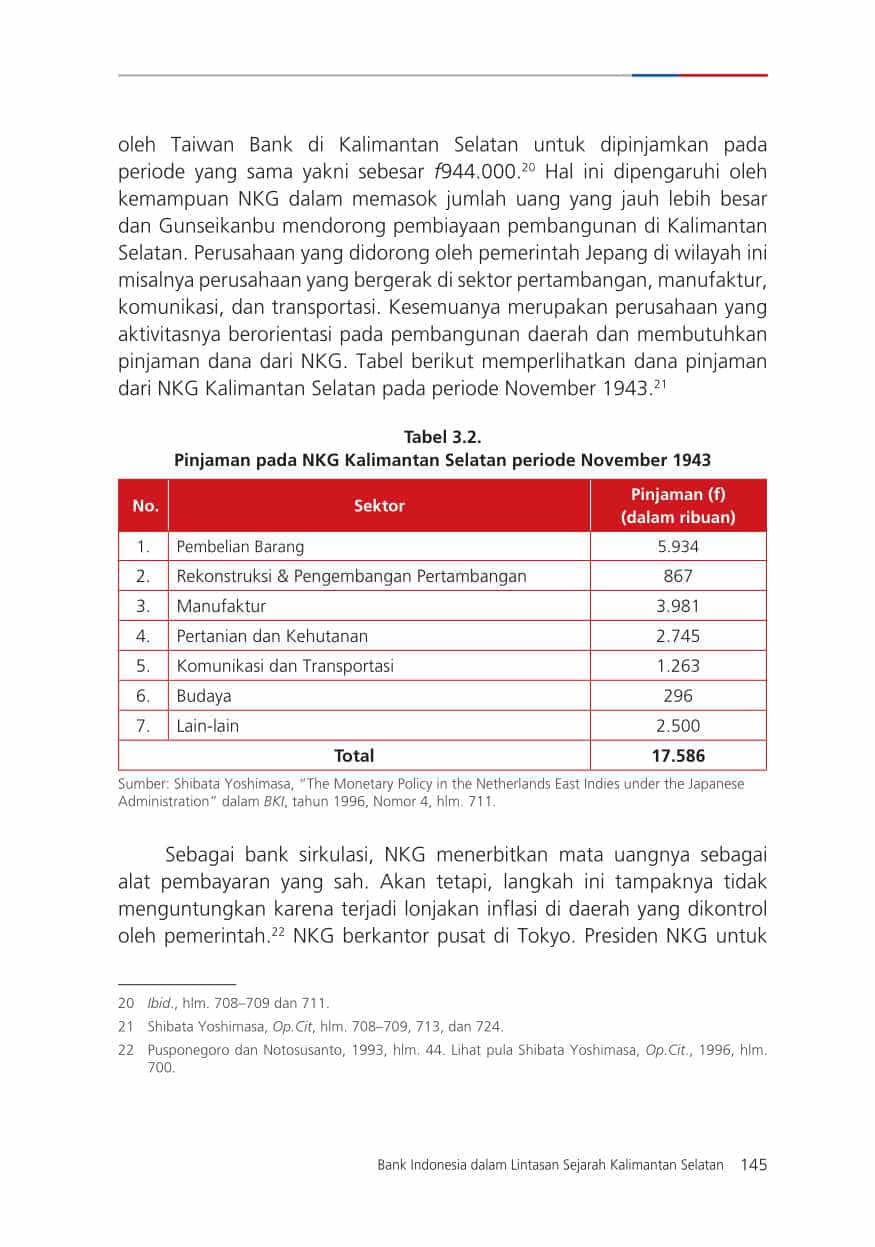 oleh Taiwan Bank di Kalimantan Selatan untuk dipinjamkan pada
periode yang sama yakni sebesar f944.000.20 Hal ini dipengaruhi oleh
kemampuan NKG dalam memasok jumlah uang yang jauh lebih besar
dan Gunseikanbu mendorong pembiayaan pembangunan di Kalimantan
Selatan. Perusahaan yang didorong oleh pemerintah Jepang di wilayah ini
misalnya perusahaan yang bergerak di sektor pertambangan, manufaktur,
komunikasi, dan transportasi. Kesemuanya merupakan perusahaan yang
aktivitasnya berorientasi pada pembangunan daerah dan membutuhkan
pinjaman dana dari NKG. Tabel berikut memperlihatkan dana pinjaman
dari NKG Kalimantan Selatan pada periode November 1943.21
Tabel 3.2.
Pinjaman pada NKG Kalimantan Selatan periode November 1943
No. Sektor Pinjaman (f) (dalam ribuan)
1. Pembelian Barang 5.934
2. Rekonstruksi & Pengembangan Pertambangan 867
3. Manufaktur 3.981
4. Pertanian dan Kehutanan 2.745
5. Komunikasi dan Transportasi 1.263
6. Budaya 296
7. Lain-lain 2.500
Total 17.586
Sumber: Shibata Yoshimasa, “The Monetary Policy in the Netherlands East Indies under the Japanese
Administration” dalam BKI, tahun 1996, Nomor 4, hlm. 711.
Sebagai bank sirkulasi, NKG menerbitkan mata uangnya sebagai
alat pembayaran yang sah. Akan tetapi, langkah ini tampaknya tidak
menguntungkan karena terjadi lonjakan inflasi di daerah yang dikontrol
oleh pemerintah.22 NKG berkantor pusat di Tokyo. Presiden NKG untuk
20 Ibid., hlm. 708–709 dan 711.
21 Shibata Yoshimasa, Op.Cit, hlm. 708–709, 713, dan 724.
22 Pusponegoro dan Notosusanto, 1993, hlm. 44. Lihat pula Shibata Yoshimasa, Op.Cit., 1996, hlm.
700.
Bank Indonesia dalam Lintasan Sejarah Kalimantan Selatan 145